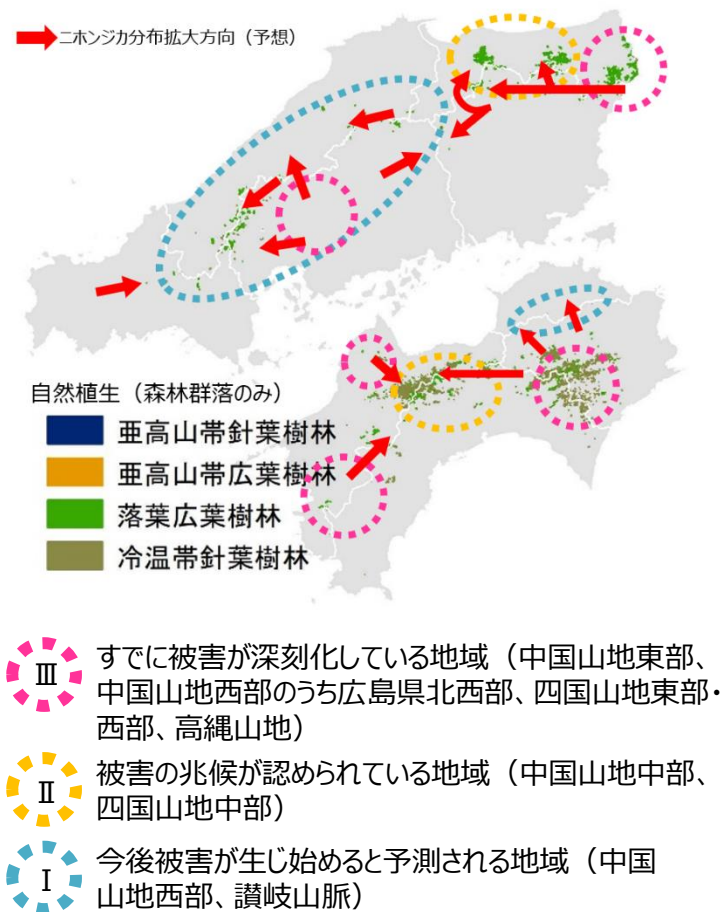 ニホンジカ分布拡大方向（予想）
自然植生（森林群落のみ）
亜高山帯針葉樹林
亜高山帯広葉樹林
落葉広葉樹林
冷温帯針葉樹林
Ⅲ
すでに被害が深刻化している地域（中国山地東部、
中国山地西部のうち広島県北西部、四国山地東部・
西部、高縄山地）
Ⅱ
被害の兆候が認められている地域（中国山地中部、
四国山地中部）
Ⅰ
今後被害が生じ始めると予測される地域（中国
山地西部、讃岐山脈）